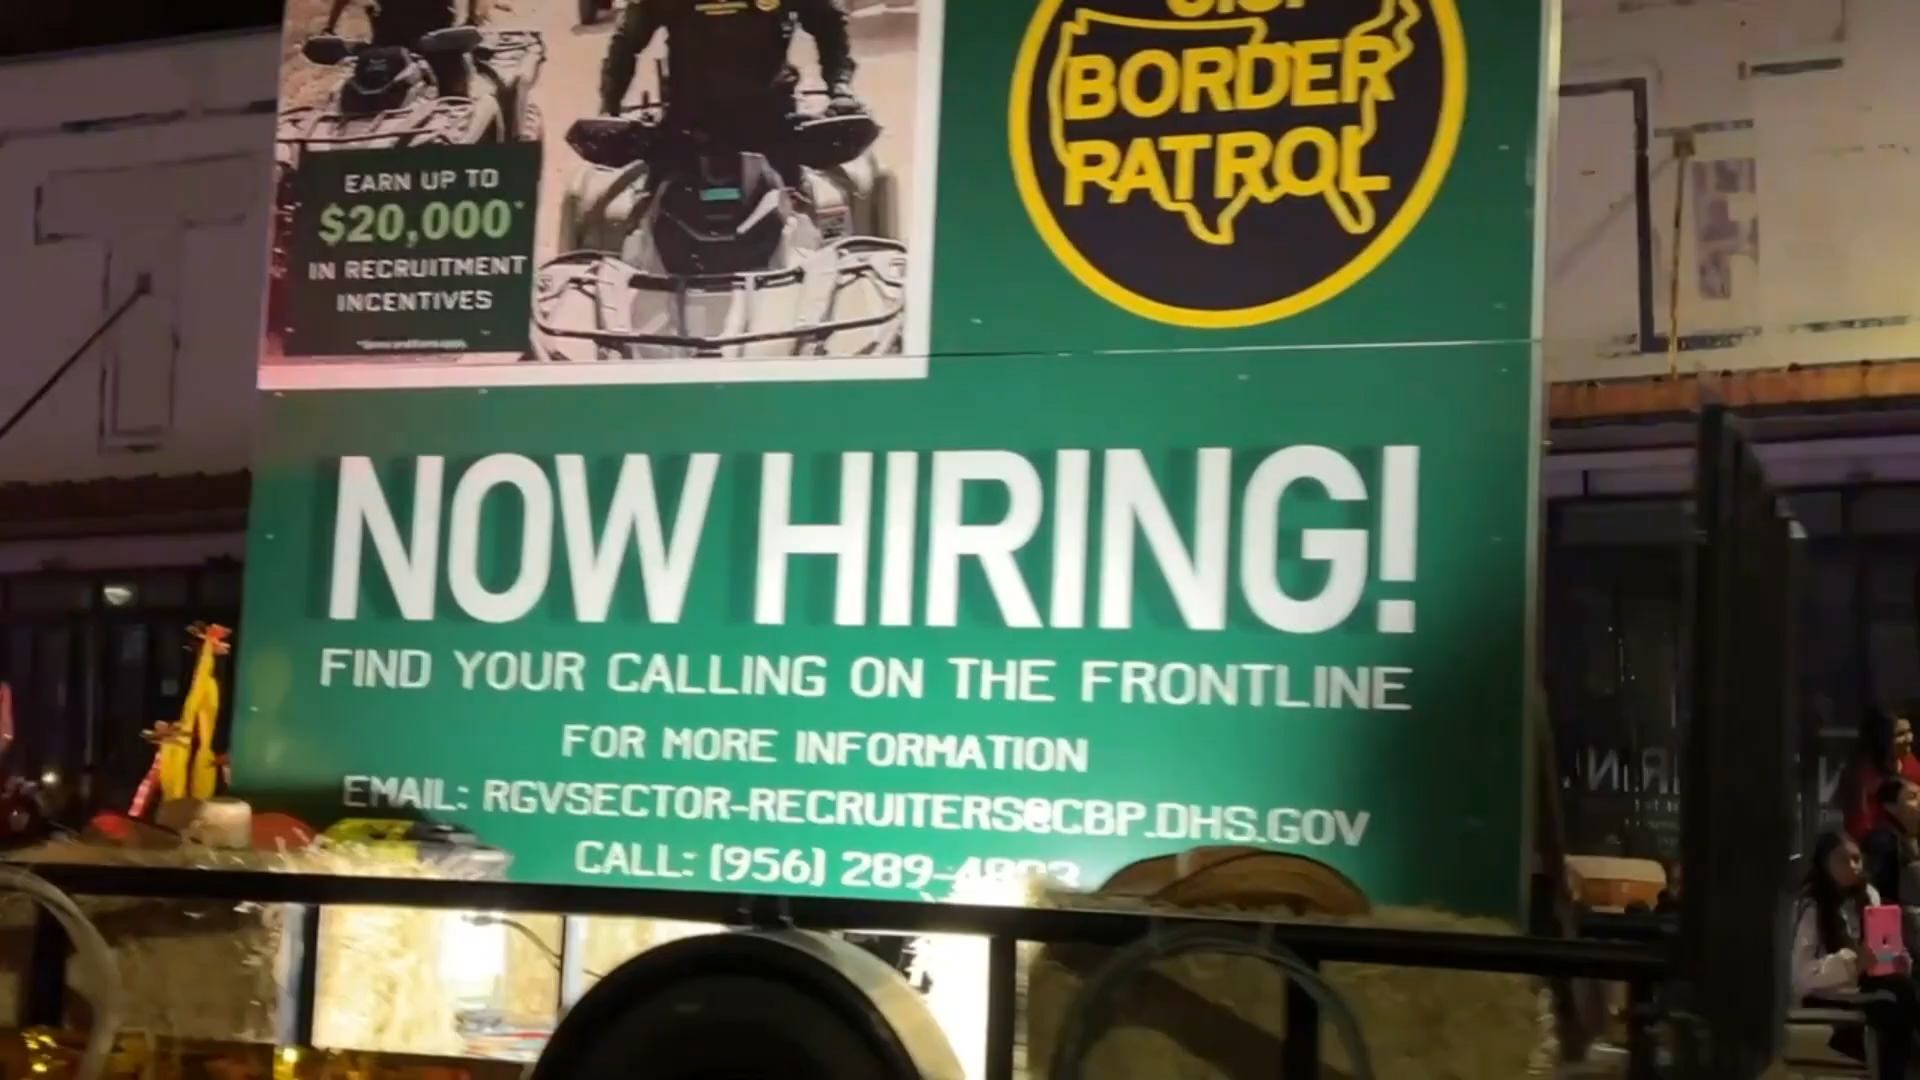 EARN UP TO
$20,000*
IN RECRUITMENT
INCENTIVES
U.S.
BORDER
PATROL
NOW HIRING!
FIND YOUR CALLING ON THE FRONTLINE
FOR MORE INFORMATION
EMAIL: RGVSECTOR-RECRUITERS@CBP.DHS.GOV
CALL: (956) 289-